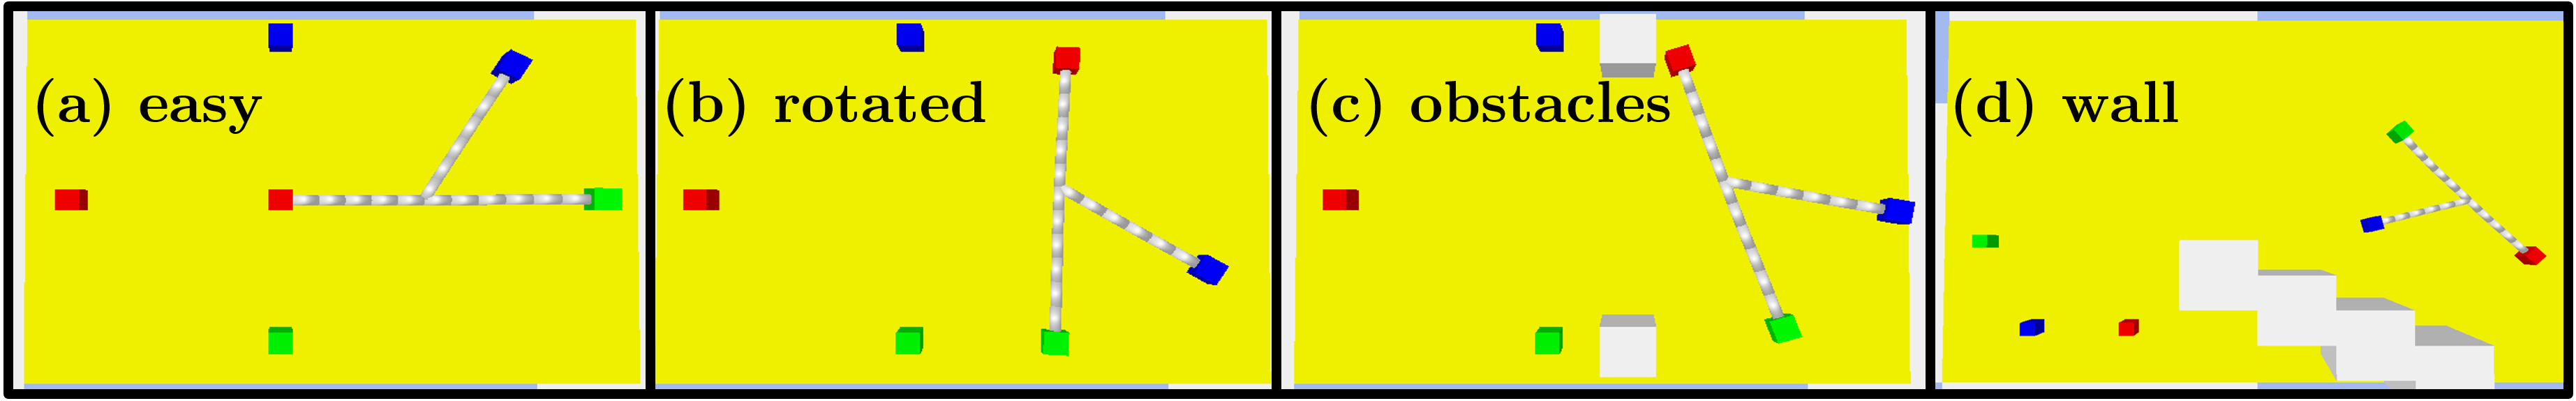 (a) easy
(b) rotated
(c) obstacles
(d) wall